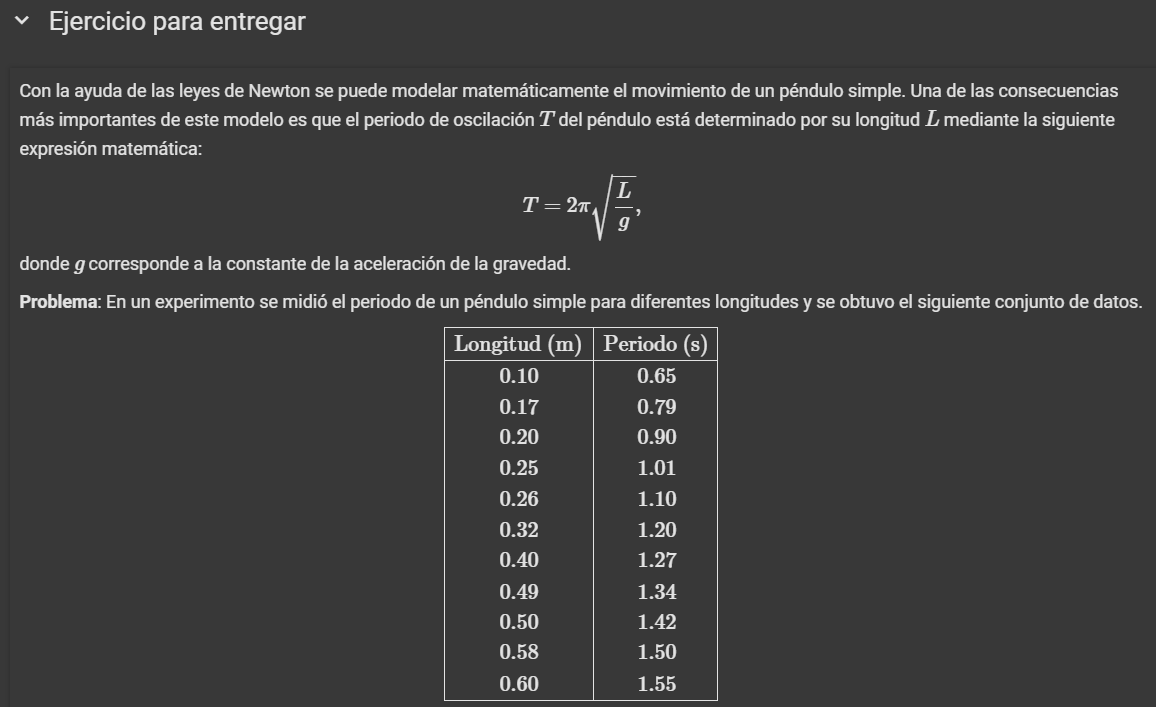 Ejercicio para entregar
Con la ayuda de las leyes de Newton se puede modelar matemáticamente el movimiento de un péndulo simple. Una de las consecuencias
más importantes de este modelo es que el periodo de oscilación T del péndulo está determinado por su longitud L mediante la siguiente
expresión matemática:
T = 2π√(L/g),
donde g corresponde a la constante de la aceleración de la gravedad.
Problema: En un experimento se midió el periodo de un péndulo simple para diferentes longitudes y se obtuvo el siguiente conjunto de datos.
Longitud (m) Periodo (s)
0.10 0.65
0.17 0.79
0.20 0.90
0.25 1.01
0.26 1.10
0.32 1.20
0.40 1.27
0.49 1.34
0.50 1.42
0.58 1.50
0.60 1.55